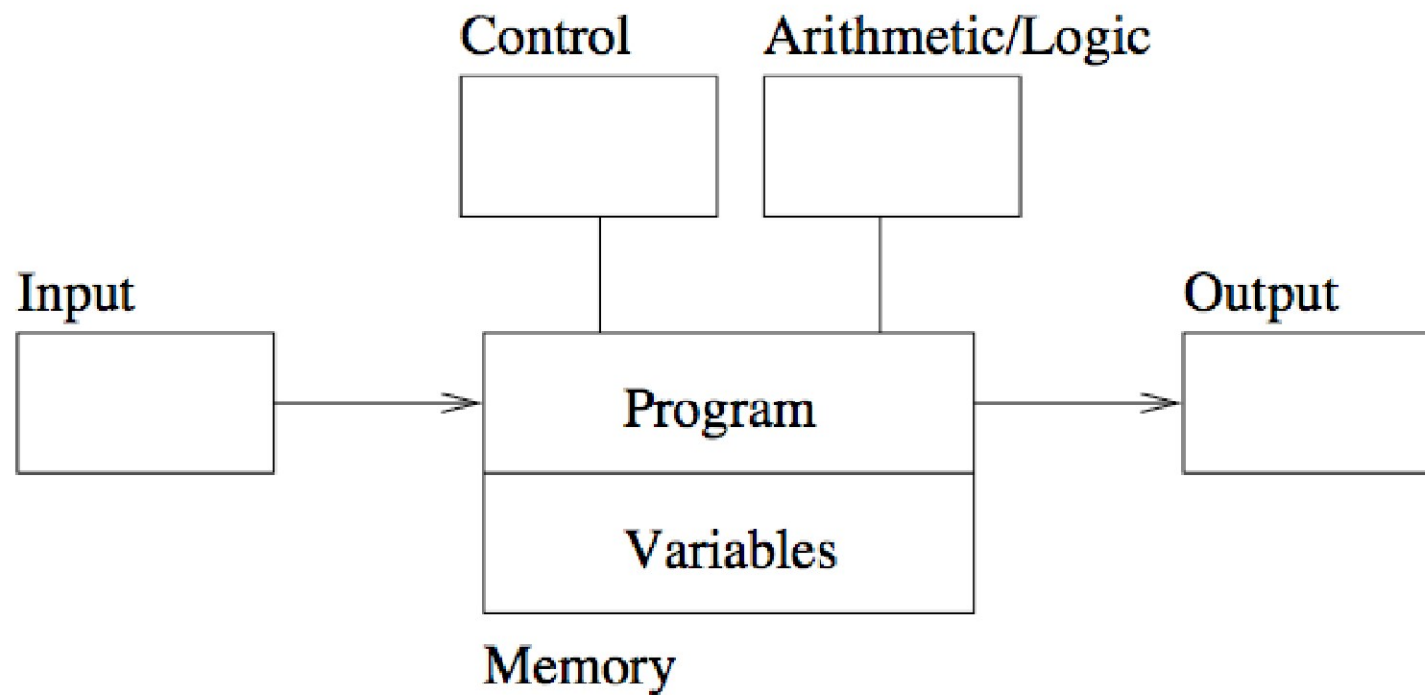 Control
Arithmetic/Logic
Input
Output
Program
Variables
Memory